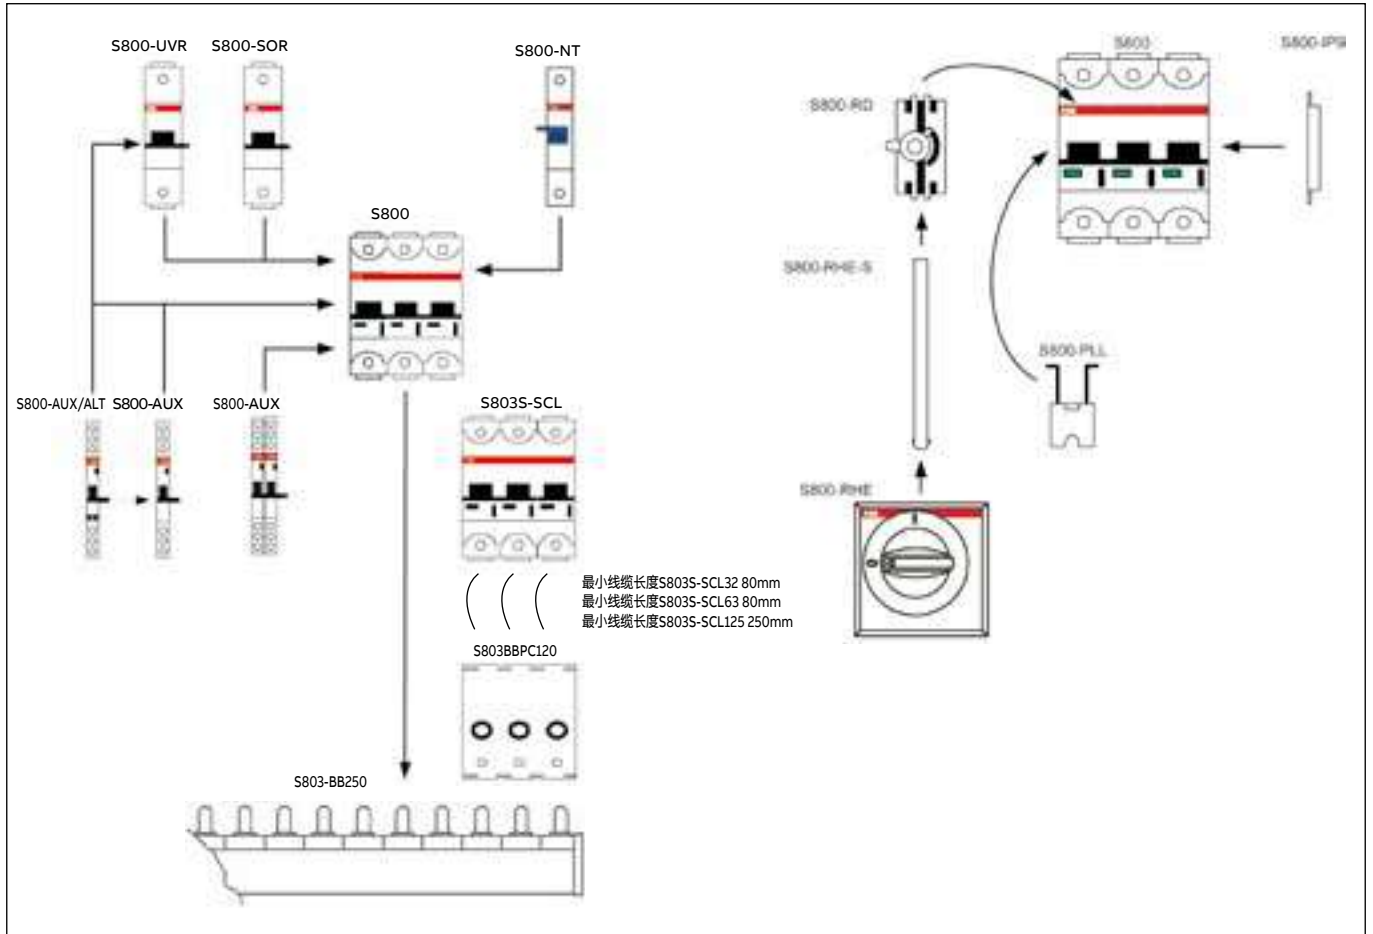 S800-UVR
S800-SOR
S800-NT
S800
S800-AUX/ALT
S800-AUX
S800-AUX
S803S-SCL
最小线缆长度S803S-SCL32 80mm
最小线缆长度S803S-SCL63 80mm
最小线缆长度S803S-SCL125 250mm
S803BBPC120
S803-BB250
S800
S800-IPSI
S800-RD
S800-RHE-S
S800-PLL
S800-RHE